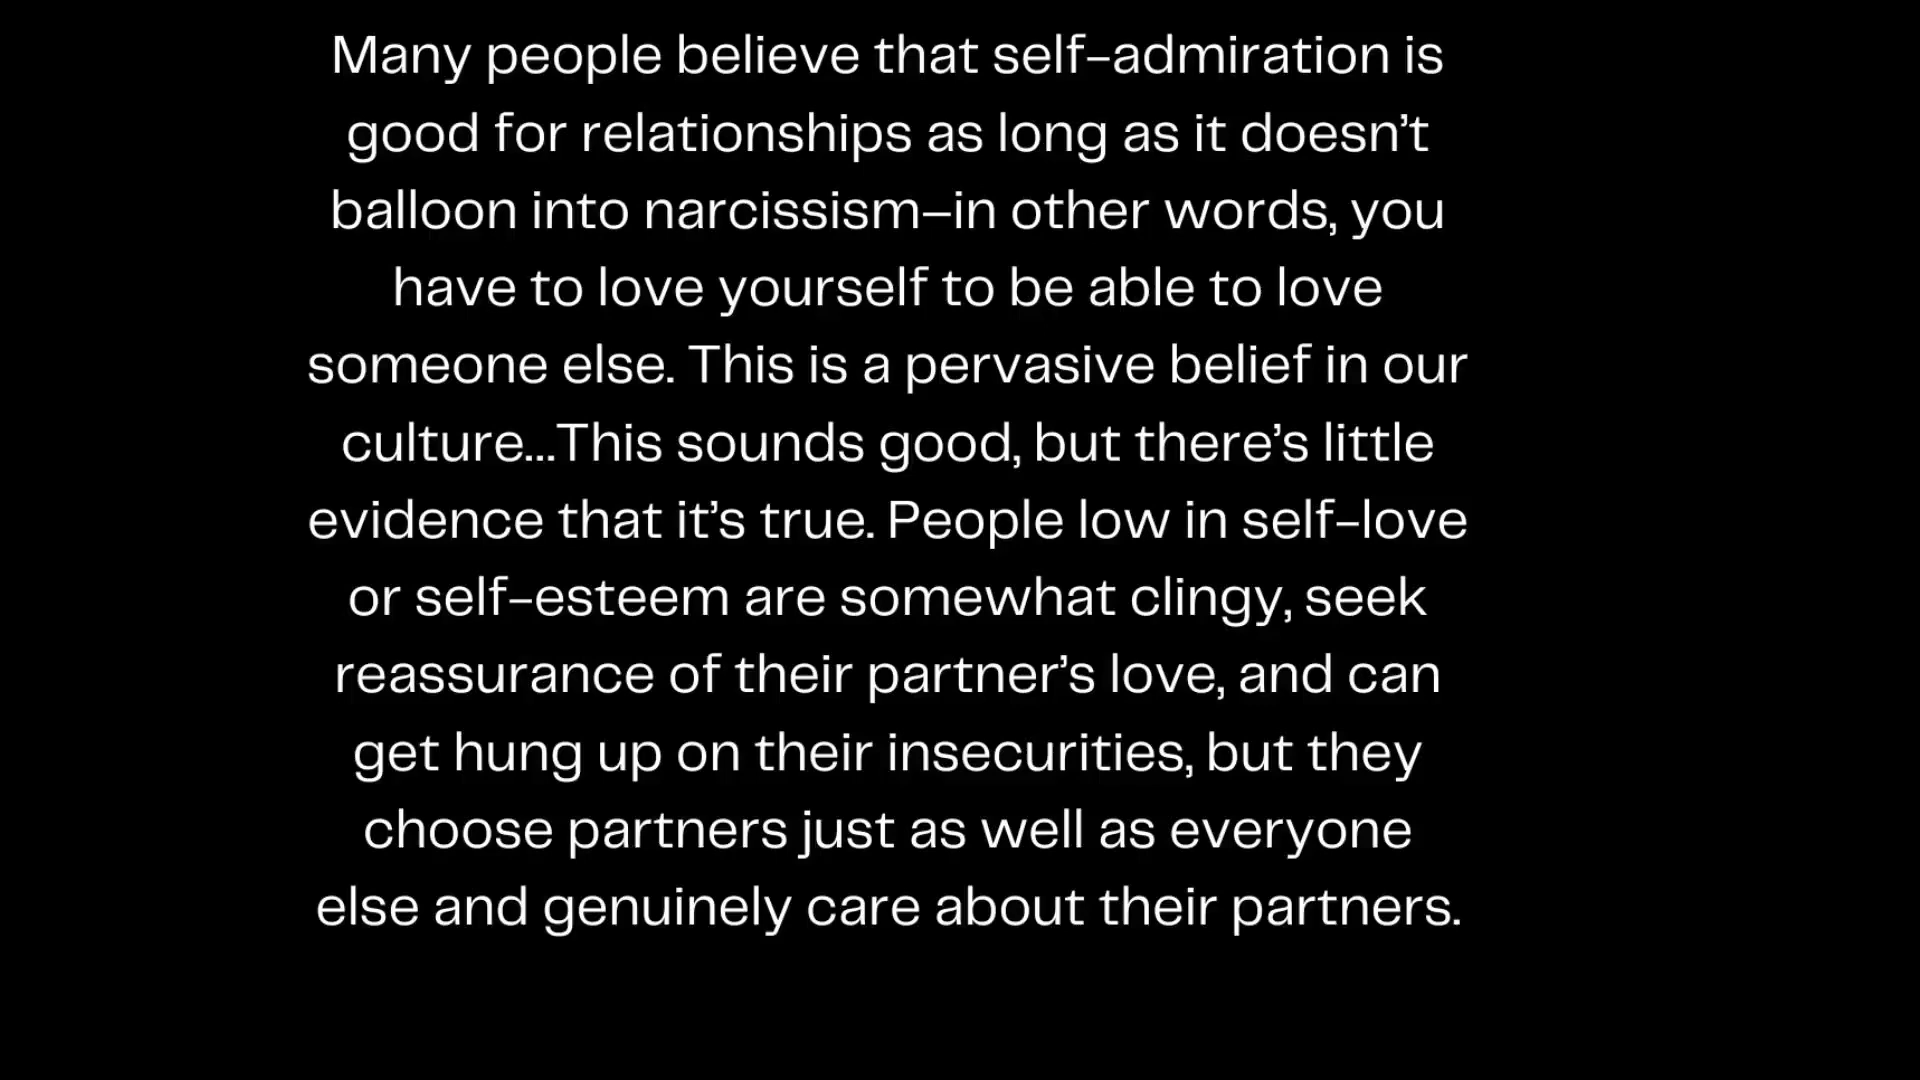 Many people believe that self-admiration is
good for relationships as long as it doesn’t
balloon into narcissism–in other words, you
have to love yourself to be able to love
someone else. This is a pervasive belief in our
culture...This sounds good, but there’s little
evidence that it’s true. People low in self-love
or self-esteem are somewhat clingy, seek
reassurance of their partner’s love, and can
get hung up on their insecurities, but they
choose partners just as well as everyone
else and genuinely care about their partners.